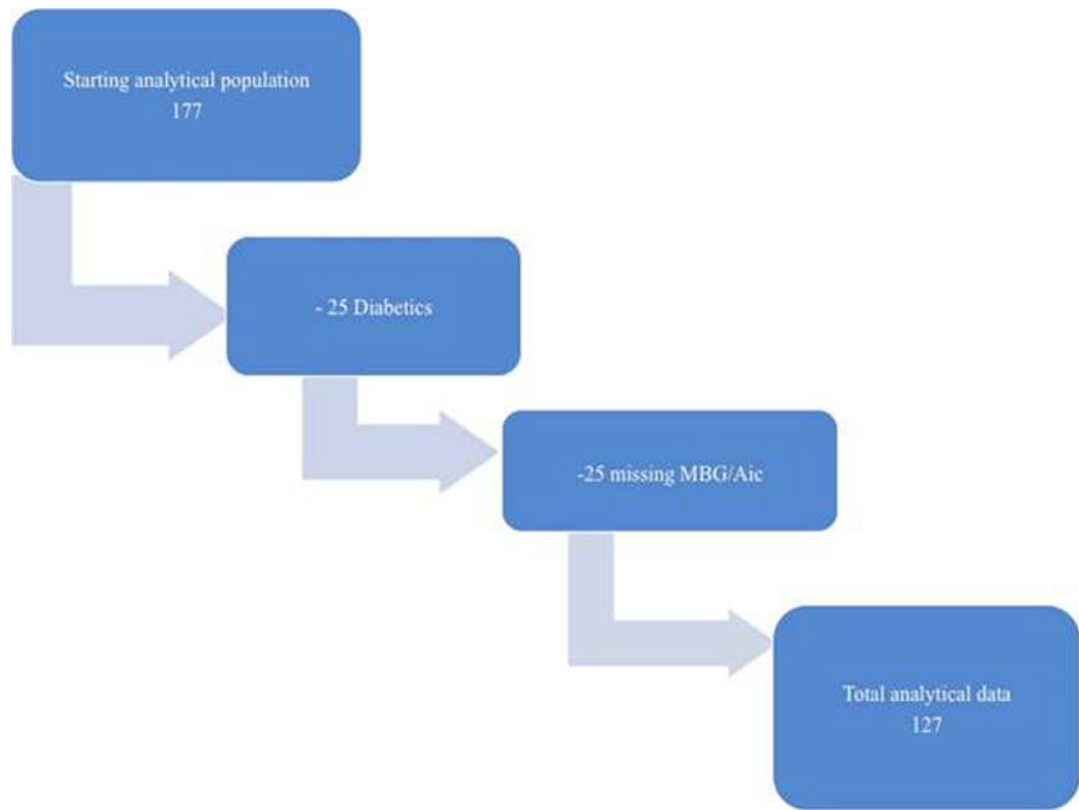 Starting analytical population
177
- 25 Diabetics
-25 missing MBG/Aic
Total analytical data
127